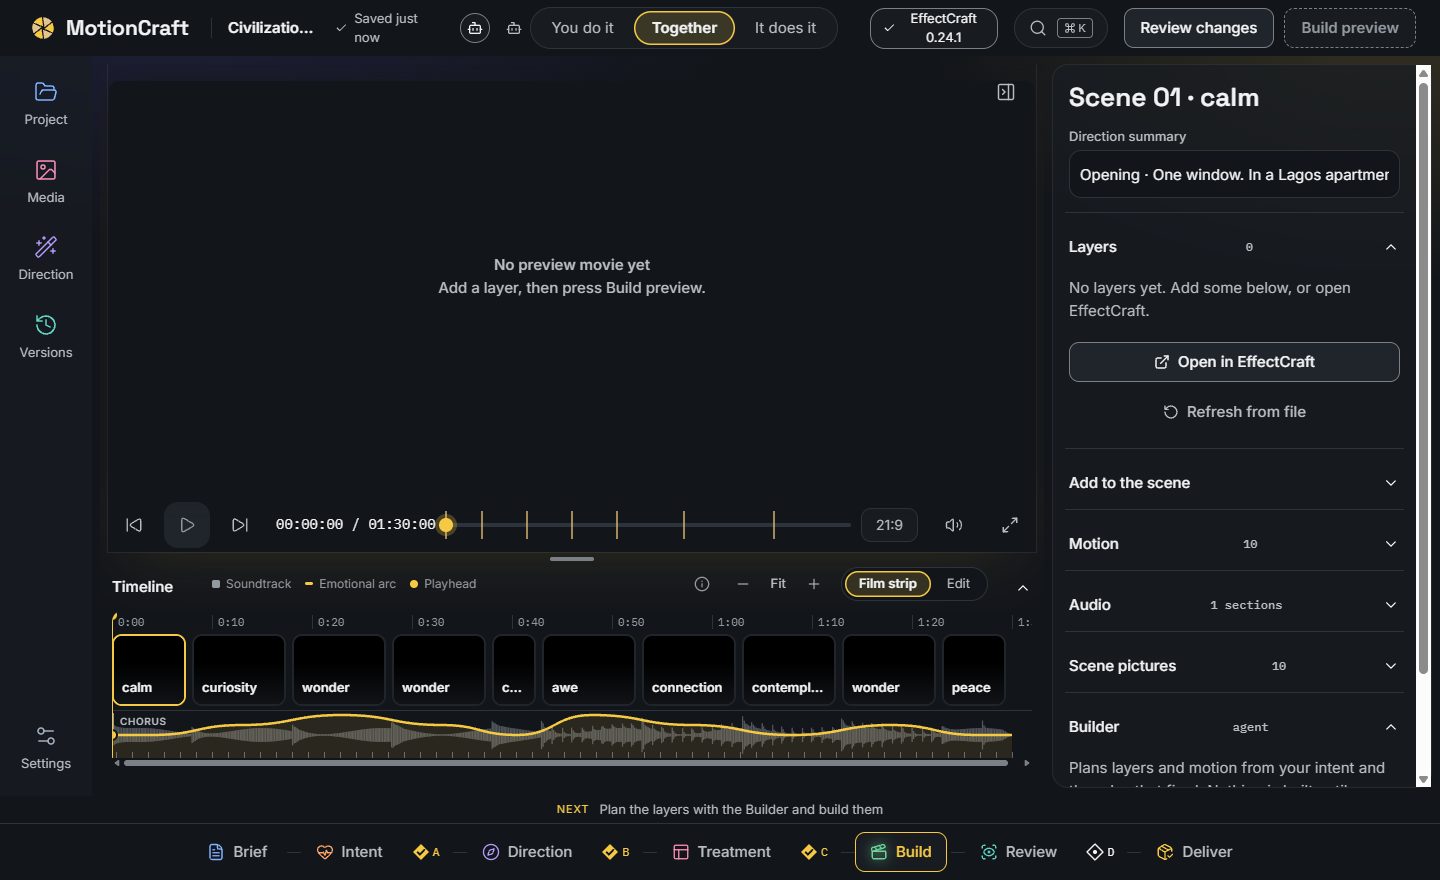 MotionCraft
Civilizatio...
Saved just
now
You do it
Together
It does it
EffectCraft
0.24.1
⌘K
Review changes
Build preview
Project
Media
Direction
Versions
Settings
No preview movie yet
Add a layer, then press Build preview.
00:00:00 / 01:30:00
21:9
Timeline
Soundtrack
Emotional arc
Playhead
Fit
Film strip
Edit
0:00 0:10 0:20 0:30 0:40 0:50 1:00 1:10 1:20 1:
calm
curiosity
wonder
wonder
c...
awe
connection
contempl...
wonder
peace
CHORUS
Scene 01 · calm
Direction summary
Opening · One window. In a Lagos apartmer
Layers 0
No layers yet. Add some below, or open
EffectCraft.
Open in EffectCraft
Refresh from file
Add to the scene
Motion 10
Audio 1 sections
Scene pictures 10
Builder agent
Plans layers and motion from your intent and
NEXT Plan the layers with the Builder and build them
Brief
Intent
A
Direction
B
Treatment
C
Build
Review
D
Deliver